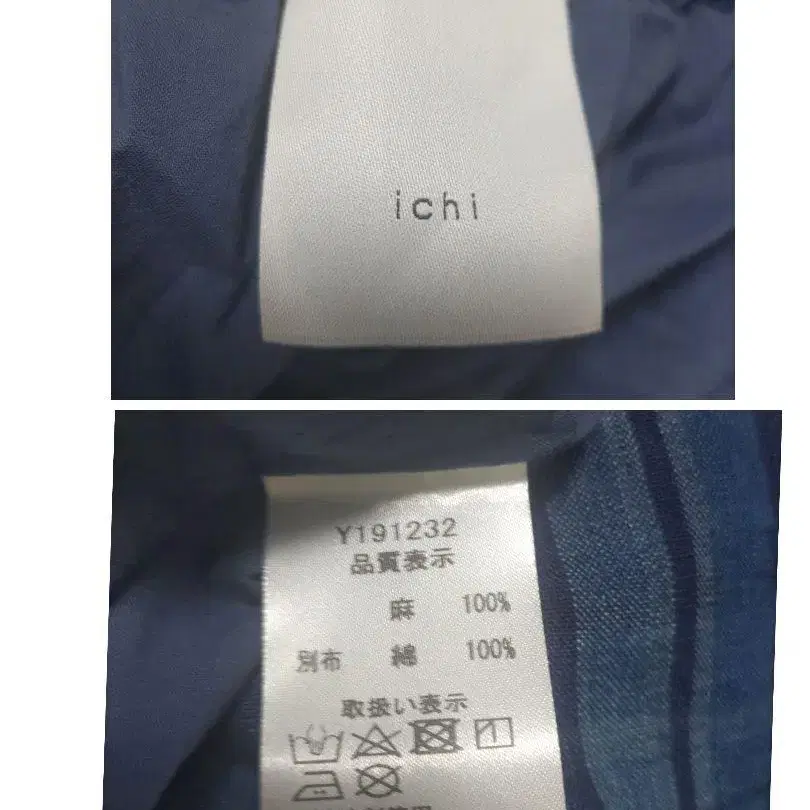 ichi
Y191232
品質表示
麻 100%
別布 綿 100%
取扱い表示